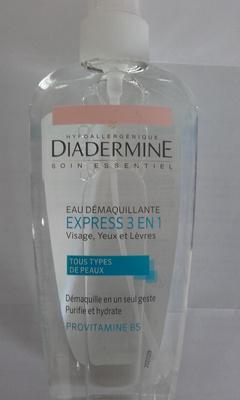 HYPOALLERGÉNIQUE
DIADERMINE
SOIN ESSENTIEL
EAU DÉMAQUILLANTE
EXPRESS 3 EN 1
Visage, Yeux et Lèvres
TOUS TYPES
DE PEAUX
Démaquille en un seul geste
Purifie et hydrate
PROVITAMINE B5